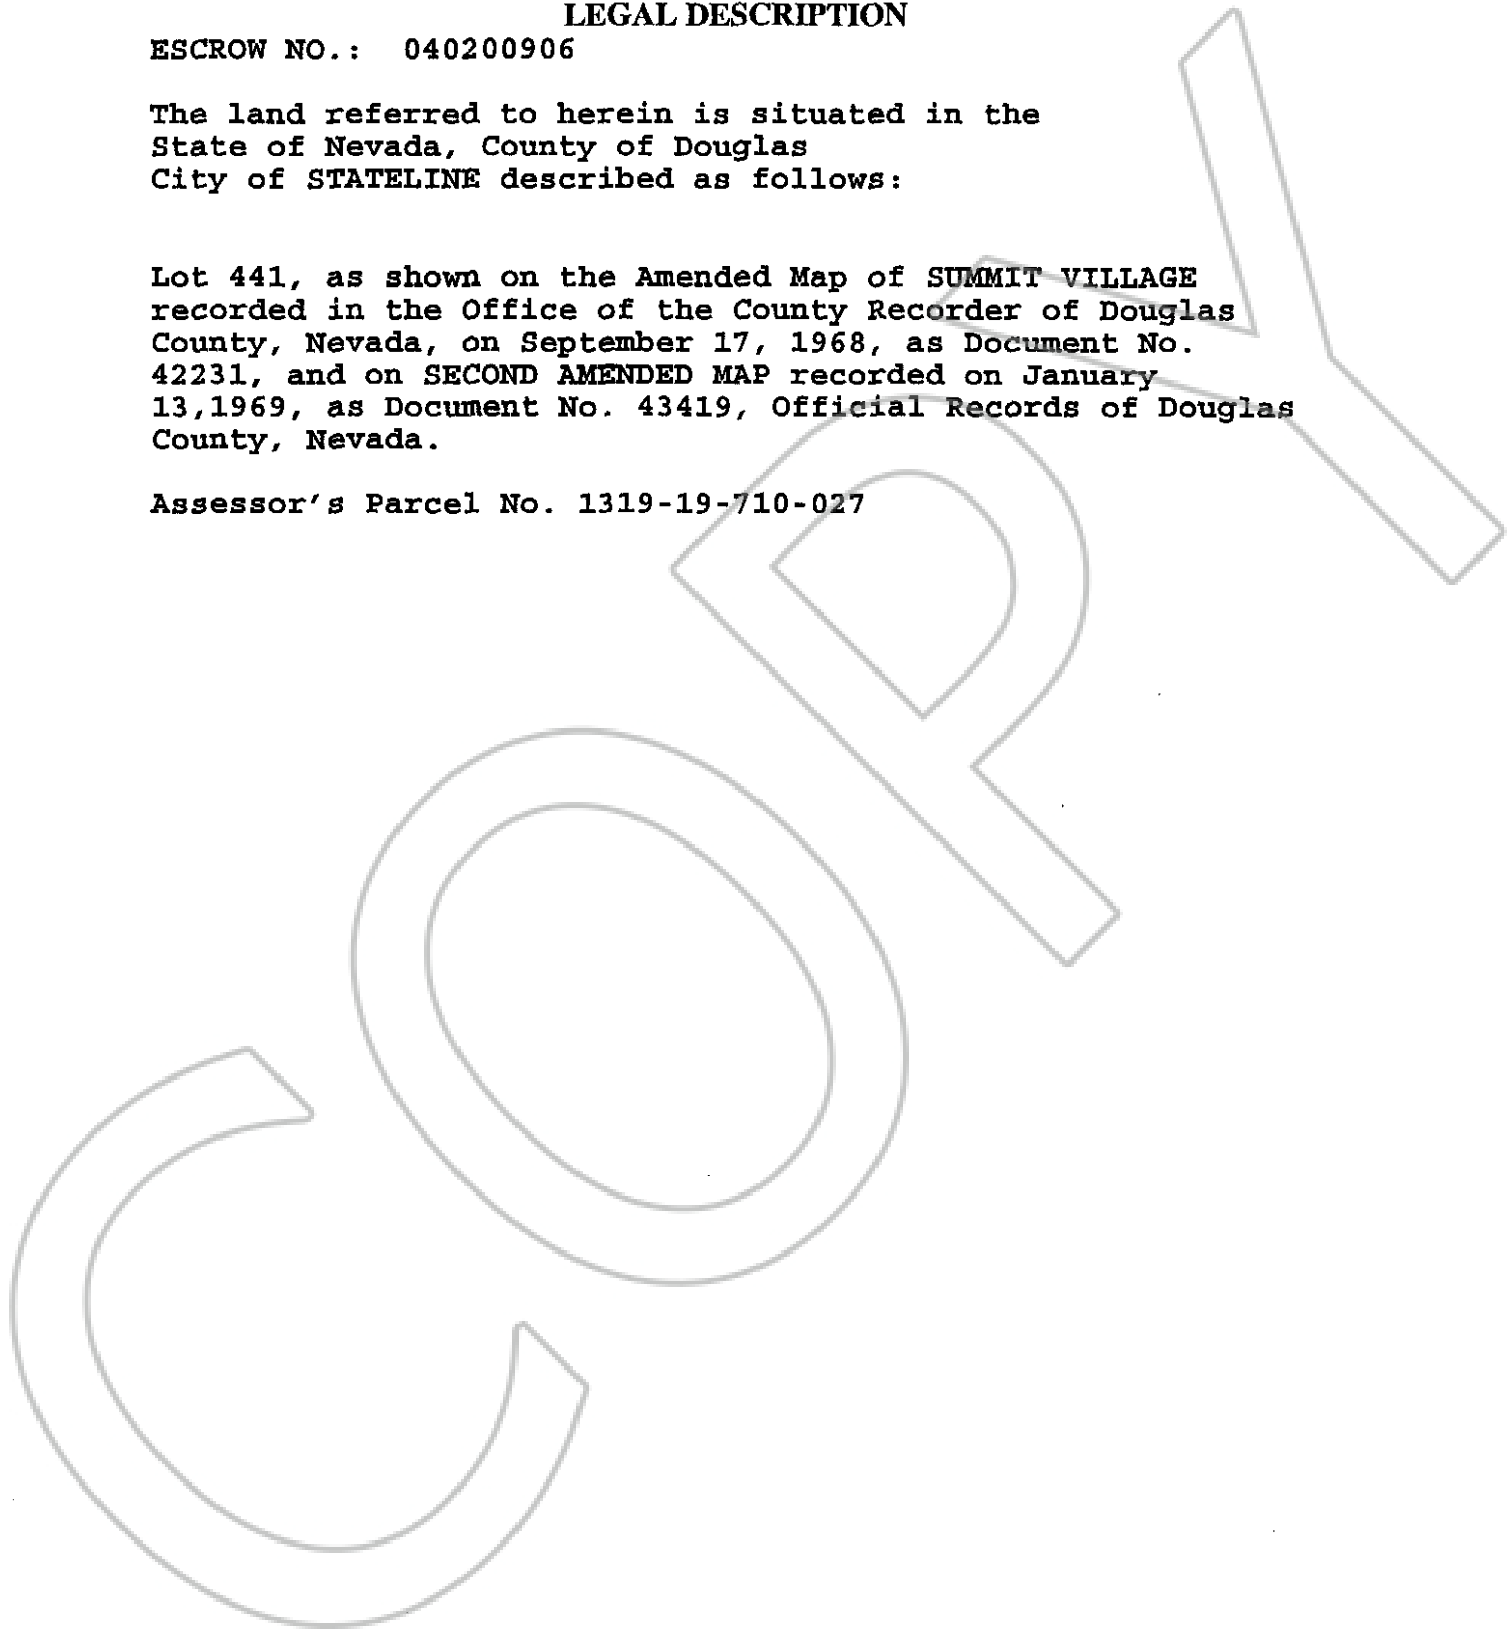 LEGAL DESCRIPTION
ESCROW NO.: 040200906
The land referred to herein is situated in the
State of Nevada, County of Douglas
City of STATELINE described as follows:
Lot 441, as shown on the Amended Map of SUMMIT VILLAGE
recorded in the Office of the County Recorder of Douglas
County, Nevada, on September 17, 1968, as Document No.
42231, and on SECOND AMENDED MAP recorded on January
13,1969, as Document No. 43419, Official Records of Douglas
County, Nevada.
Assessor's Parcel No. 1319-19-710-027
COPY